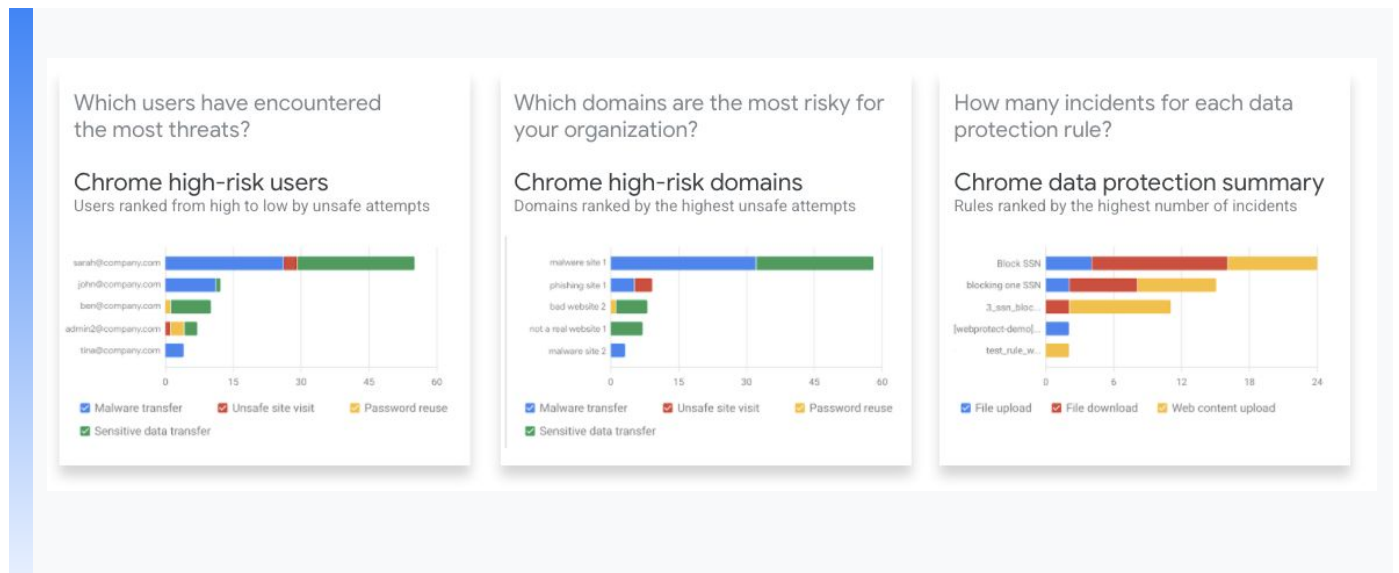 Which users have encountered
the most threats?
Chrome high-risk users
Users ranked from high to low by unsafe attempts
sarah@company.com
john@company.com
ben@company.com
admin2@company.com
tina@company.com
0 15 30 45 60
Malware transfer Unsafe site visit Password reuse
Sensitive data transfer
Which domains are the most risky for
your organization?
Chrome high-risk domains
Domains ranked by the highest unsafe attempts
malware site 1
phishing site 1
bad website 2
not a real website 1
malware site 2
0 15 30 45 60
Malware transfer Unsafe site visit Password reuse
Sensitive data transfer
How many incidents for each data
protection rule?
Chrome data protection summary
Rules ranked by the highest number of incidents
Block SSN
blocking one SSN
3_ssn_bloc...
[webprotect-demo]...
test_rule_w...
0 6 12 18 24
File upload File download Web content upload